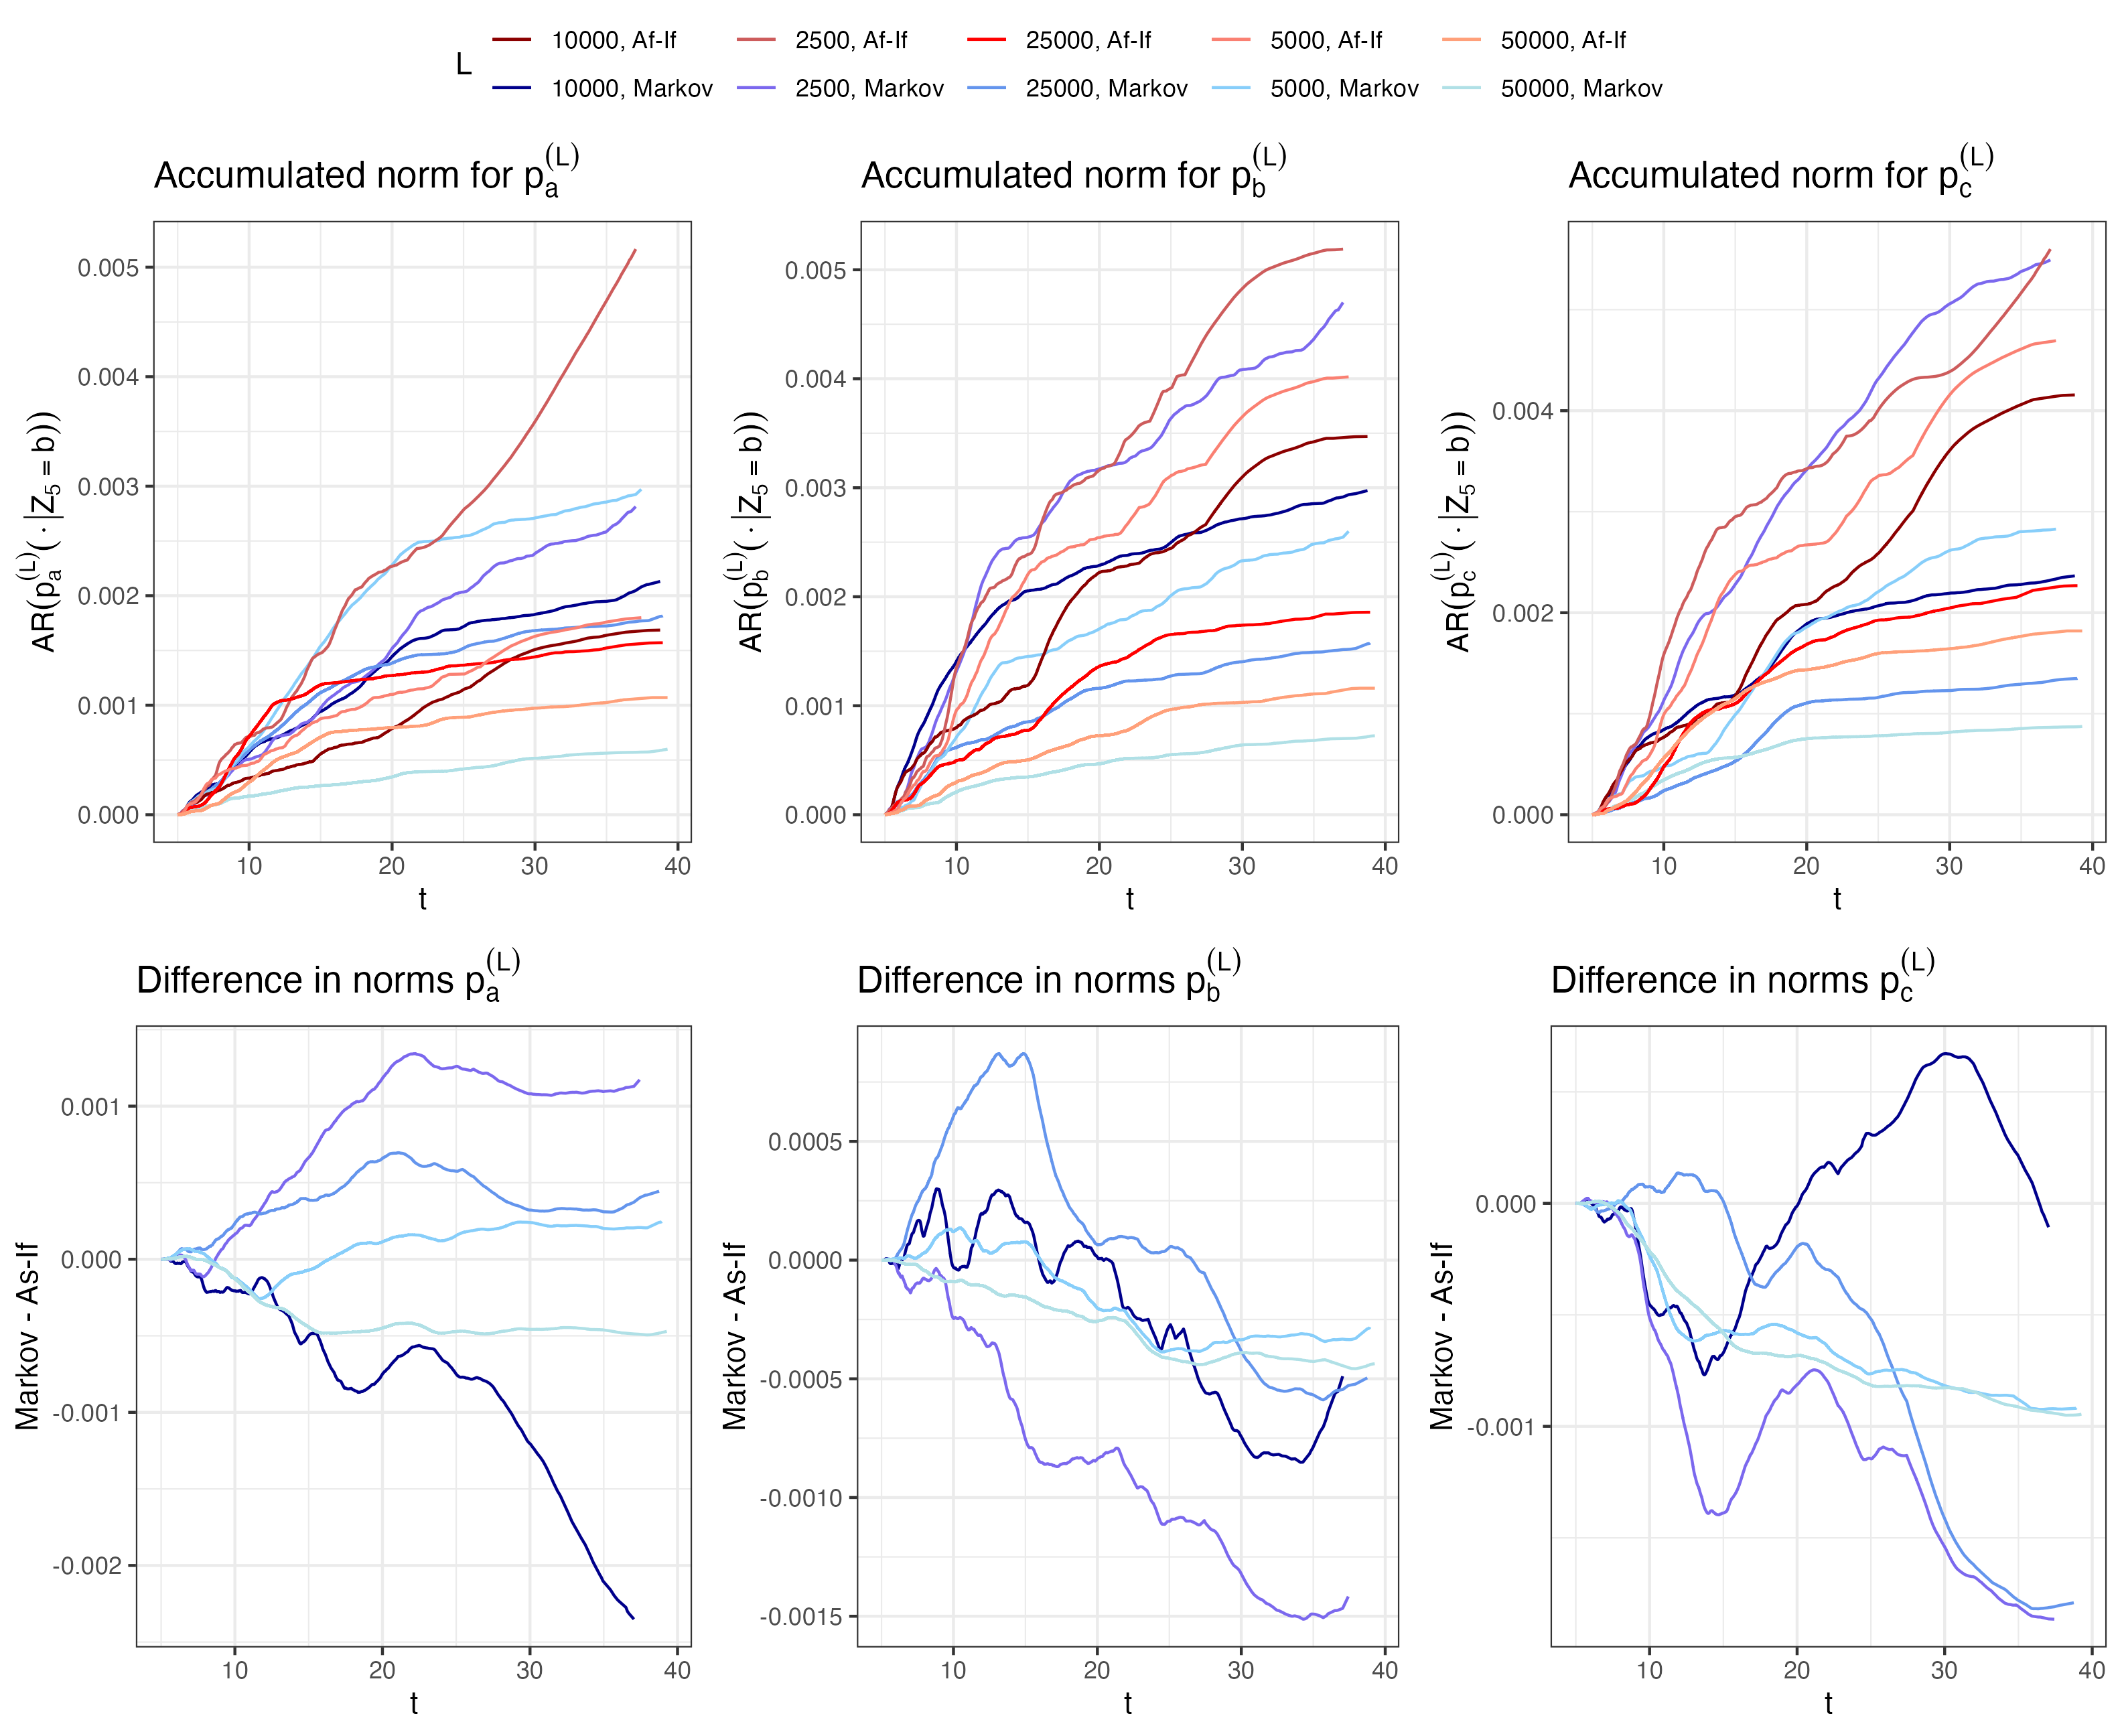 L
10000, Af-If 2500, Af-If 25000, Af-If 5000, Af-If 50000, Af-If
10000, Markov 2500, Markov 25000, Markov 5000, Markov 50000, Markov
Accumulated norm for p_a^(L)
AR(p_a^(L)( · |Z_5 = b))
0.005
0.004
0.003
0.002
0.001
0.000
10 20 30 40
t
Accumulated norm for p_b^(L)
AR(p_b^(L)( · |Z_5 = b))
0.005
0.004
0.003
0.002
0.001
0.000
10 20 30 40
t
Accumulated norm for p_c^(L)
AR(p_c^(L)( · |Z_5 = b))
0.004
0.002
0.000
10 20 30 40
t
Difference in norms p_a^(L)
Markov - As-If
0.001
0.000
-0.001
-0.002
10 20 30 40
t
Difference in norms p_b^(L)
Markov - As-If
0.0005
0.0000
-0.0005
-0.0010
-0.0015
10 20 30 40
t
Difference in norms p_c^(L)
Markov - As-If
0.000
-0.001
10 20 30 40
t